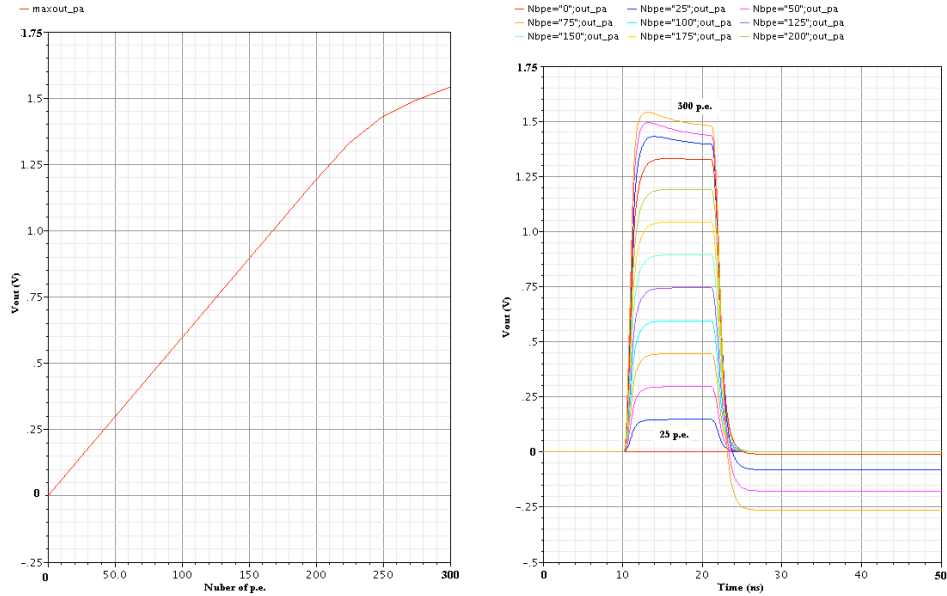 maxout_pa
1.75
1.5
1.25
1.0
.75
.5
.25
0
-.25
Vout (V)
0
50.0
100
150
200
250
300
Nuber of p.e.
Nbpe="0";out_pa
Nbpe="25";out_pa
Nbpe="50";out_pa
Nbpe="75";out_pa
Nbpe="100";out_pa
Nbpe="125";out_pa
Nbpe="150";out_pa
Nbpe="175";out_pa
Nbpe="200";out_pa
1.75
1.5
1.25
1.0
.75
.5
.25
0
-.25
-.5
Vout (V)
300 p.e.
25 p.e.
0
10
20
30
40
50
Time (ns)